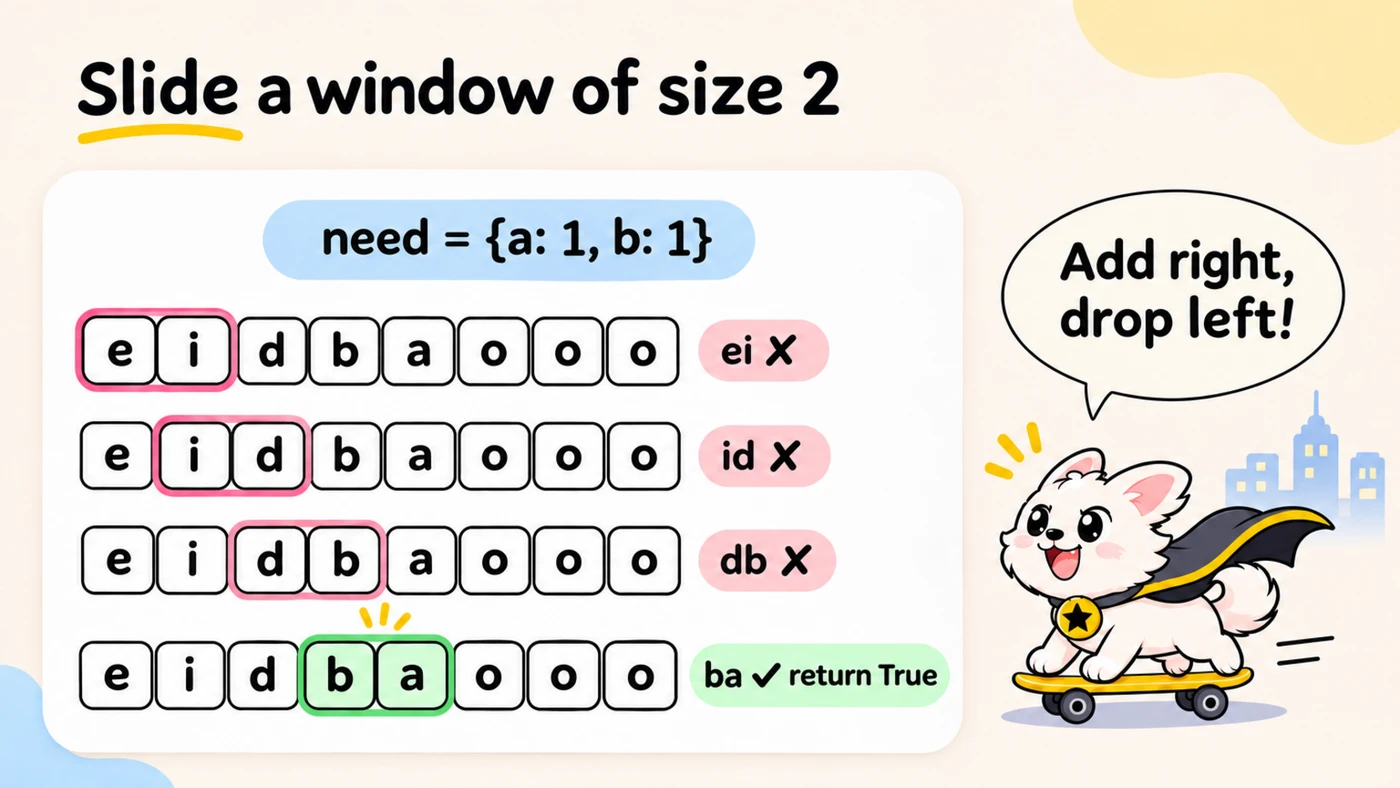 Slide a window of size 2
need = {a: 1, b: 1}
e i d b a o o o ei ✘
e i d b a o o o id ✘
e i d b a o o o db ✘
e i d b a o o o ba ✔ return True
Add right,
drop left!